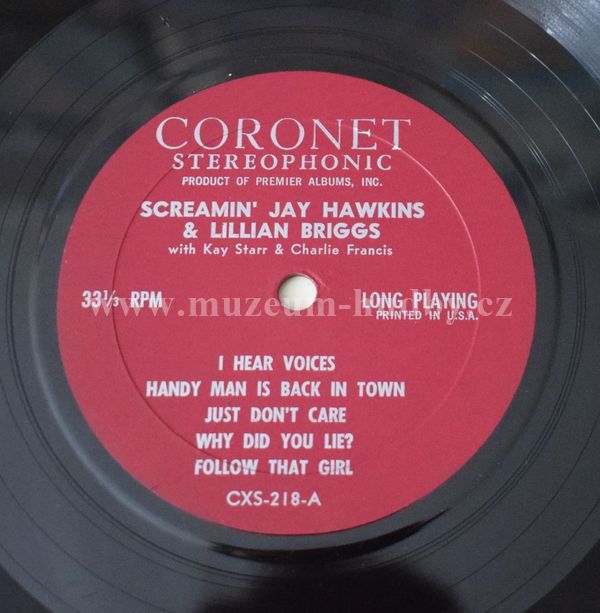 CORONET
STEREOPHONIC
PRODUCT OF PREMIER ALBUMS, INC.
SCREAMIN' JAY HAWKINS
& LILLIAN BRIGGS
with Kay Starr & Charlie Francis
33⅓ RPM
LONG PLAYING
PRINTED IN U.S.A.
I HEAR VOICES
HANDY MAN IS BACK IN TOWN
JUST DON'T CARE
WHY DID YOU LIE?
FOLLOW THAT GIRL
CXS-218-A